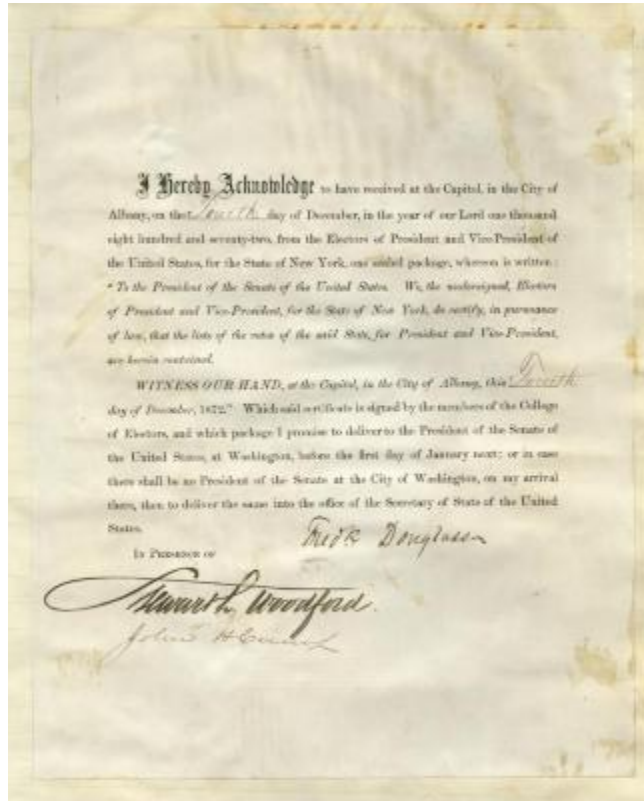 I Hereby Acknowledge to have received at the Capitol, in the City of
Albany, on the Fourth day of December, in the year of our Lord one thousand
eight hundred and seventy-two, from the Electors of President and Vice-President of
the United States, for the State of New York, one sealed package, whereon is written:
"To the President of the Senate of the United States. We, the undersigned, Electors
of President and Vice-President, for the State of New York, do certify, in pursuance
of law, that the lists of the votes of the said State, for President and Vice-President,
are herein contained.
WITNESS OUR HAND, at the Capitol, in the City of Albany, this Fourth
day of December, 1872." Which said certificate is signed by the members of the College
of Electors, and which package I promise to deliver to the President of the Senate of
the United States, at Washington, before the first day of January next: or in case
there shall be no President of the Senate at the City of Washington, on my arrival
there, then to deliver the same into the office of the Secretary of State of the United
States.
Fredk Douglass
In Presence of
Stewart L. Woodford.
John H